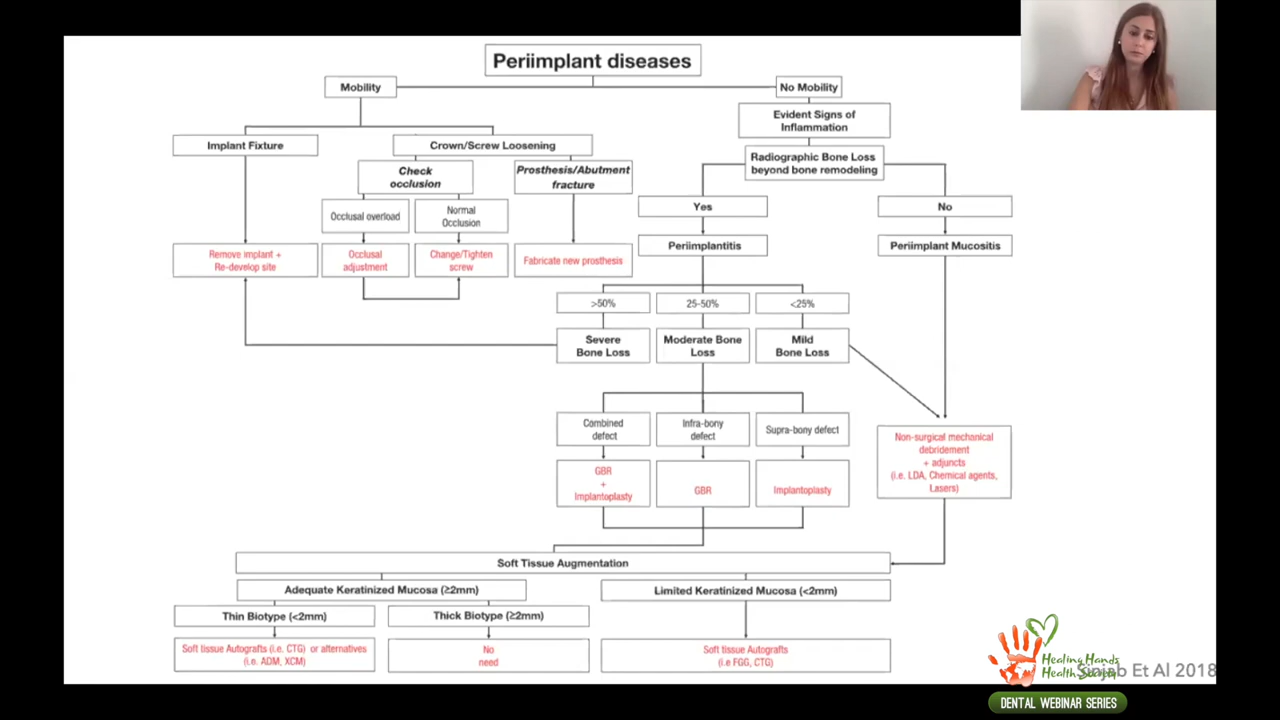 Periimplant diseases
Mobility
No Mobility
Evident Signs of
Inflammation
Implant Fixture
Crown/Screw Loosening
Radiographic Bone Loss
beyond bone remodeling
Check
occlusion
Prosthesis/Abutment
fracture
Occlusal overload
Normal
Occlusion
Yes
No
Remove implant +
Re-develop site
Occlusal
adjustment
Change/Tighten
screw
Fabricate new prosthesis
Periimplantitis
Periimplant Mucositis
>50%
25-50%
<25%
Severe
Bone Loss
Moderate Bone
Loss
Mild
Bone Loss
Combined
defect
Infra-bony
defect
Supra-bony defect
GBR
+
Implantoplasty
GBR
Implantoplasty
Non-surgical mechanical
debridement
+ adjuncts
(i.e. LDA, Chemical agents,
Lasers)
Soft Tissue Augmentation
Adequate Keratinized Mucosa (≥2mm)
Limited Keratinized Mucosa (<2mm)
Thin Biotype (<2mm)
Thick Biotype (≥2mm)
Soft tissue Autografts (i.e. CTG) or alternatives
(i.e. ADM, XCM)
No
need
Soft tissue Autografts
(i.e FGG, CTG)
Healing Hands
Health Society
Sinjab Et Al 2018
DENTAL WEBINAR SERIES